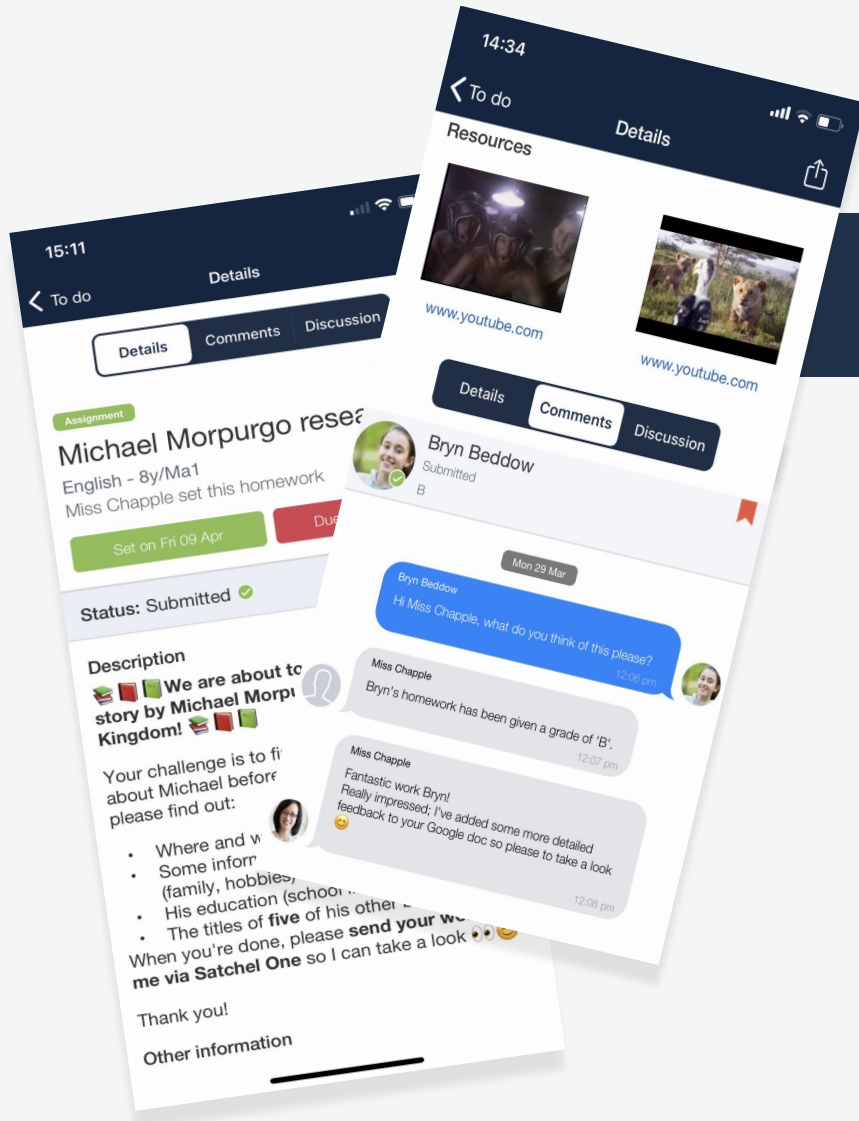 15:11
To do
Details
Details
Comments
Discussion
Assignment
Michael Morpurgo
English - 8y/Ma1
Miss Chapple set this homework
Set on Fri 09 Apr
Due
Status: Submitted
Description
We are about to
story by Michael
Kingdom!
Your challenge is to
about Michael before
please find out:
• Where and
• Some
(family, hobbies)
• His education (school
• The titles of five of his other
When you're done, please send your
me via Satchel One so I can take a look
Thank you!
Other information
14:34
To do
Details
Resources
www.youtube.com
www.youtube.com
Details
Comments
Discussion
Bryn Beddow
Submitted
B
Mon 29 Mar
Bryn Beddow
Hi Miss Chapple, what do you think of this please?
12:06 pm
Miss Chapple
Bryn's homework has been given a grade of 'B'.
12:07 pm
Miss Chapple
Fantastic work Bryn!
Really impressed; I've added some more detailed
feedback to your Google doc so please to take a look
12:08 pm